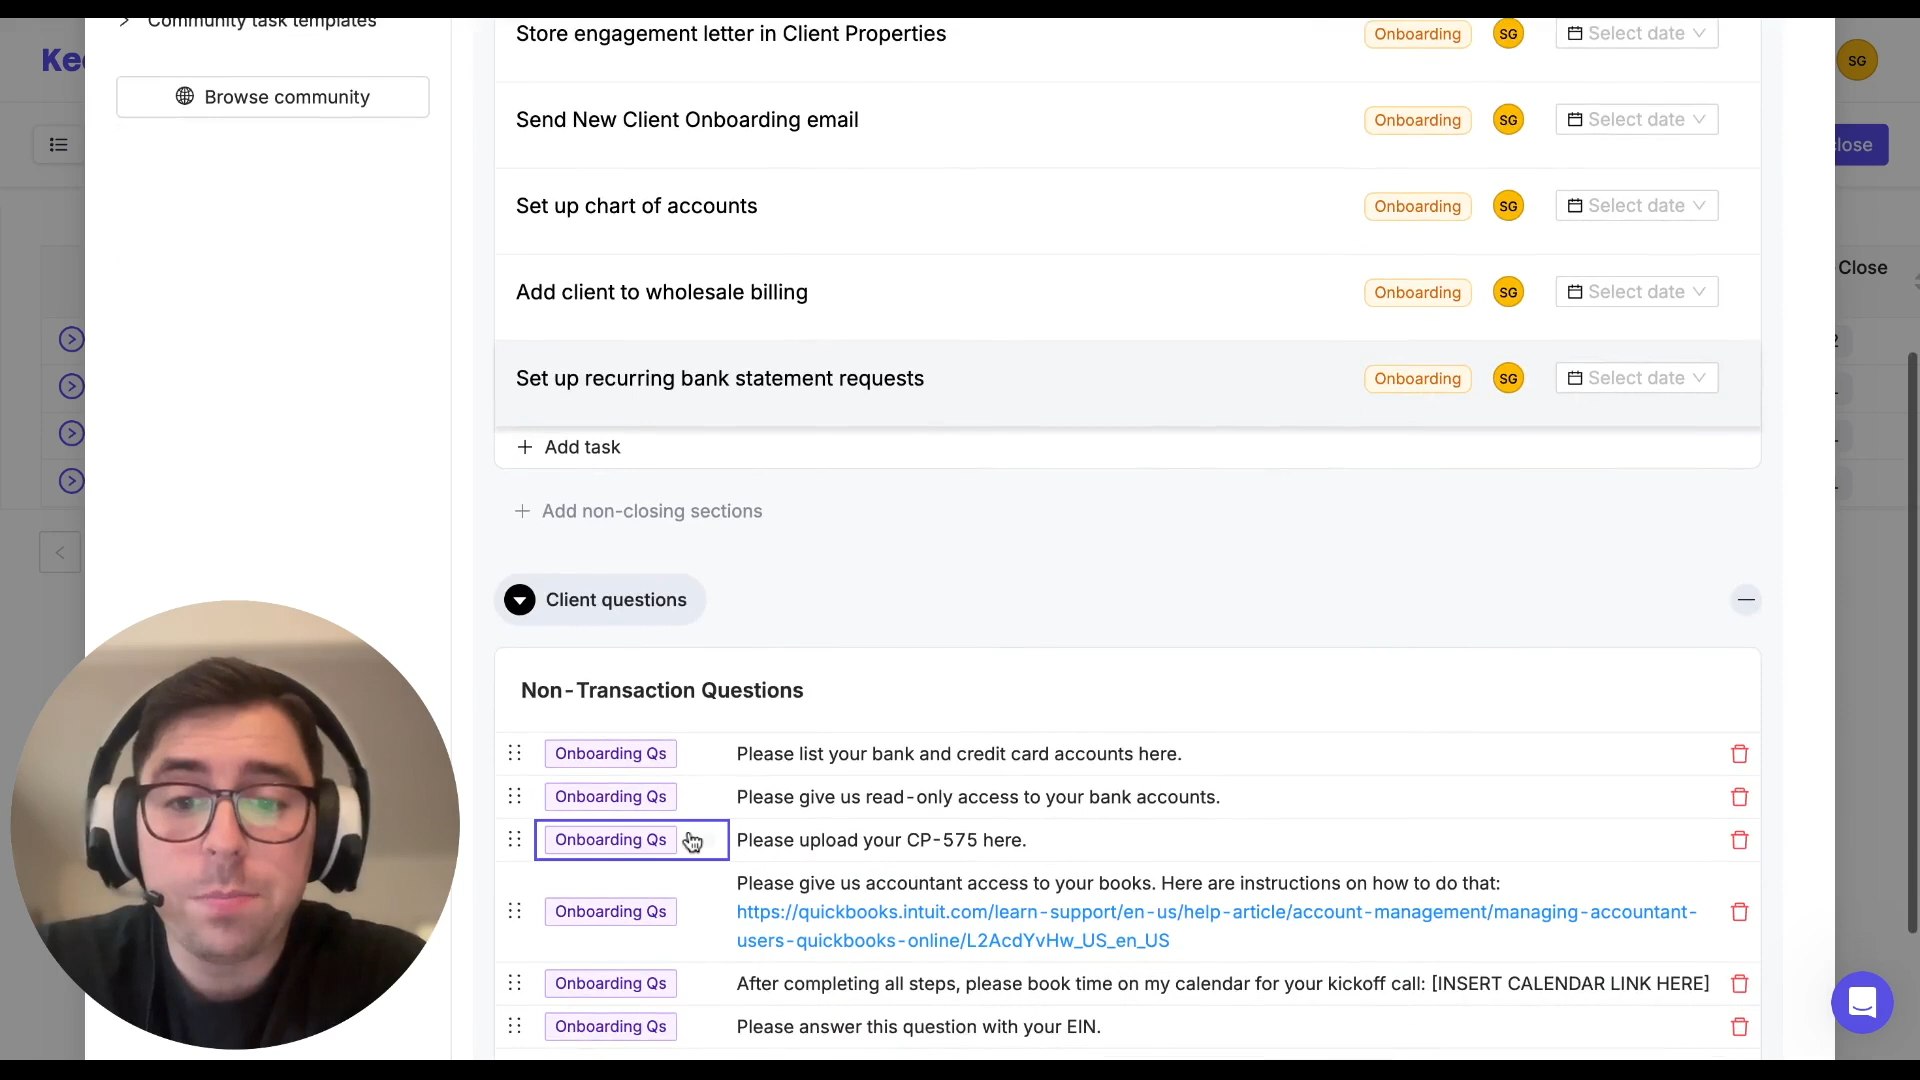 Community task templates
Kee
Browse community
Store engagement letter in Client Properties
Onboarding
SG
Select date
SG
Send New Client Onboarding email
Onboarding
SG
Select date
lose
Set up chart of accounts
Onboarding
SG
Select date
Close
Add client to wholesale billing
Onboarding
SG
Select date
Set up recurring bank statement requests
Onboarding
SG
Select date
+ Add task
+ Add non-closing sections
Client questions
Non-Transaction Questions
Onboarding Qs
Please list your bank and credit card accounts here.
Onboarding Qs
Please give us read-only access to your bank accounts.
Onboarding Qs
Please upload your CP-575 here.
Onboarding Qs
Please give us accountant access to your books. Here are instructions on how to do that:
https://quickbooks.intuit.com/learn-support/en-us/help-article/account-management/managing-accountant-
users-quickbooks-online/L2AcdYvHw_US_en_US
Onboarding Qs
After completing all steps, please book time on my calendar for your kickoff call: [INSERT CALENDAR LINK HERE]
Onboarding Qs
Please answer this question with your EIN.